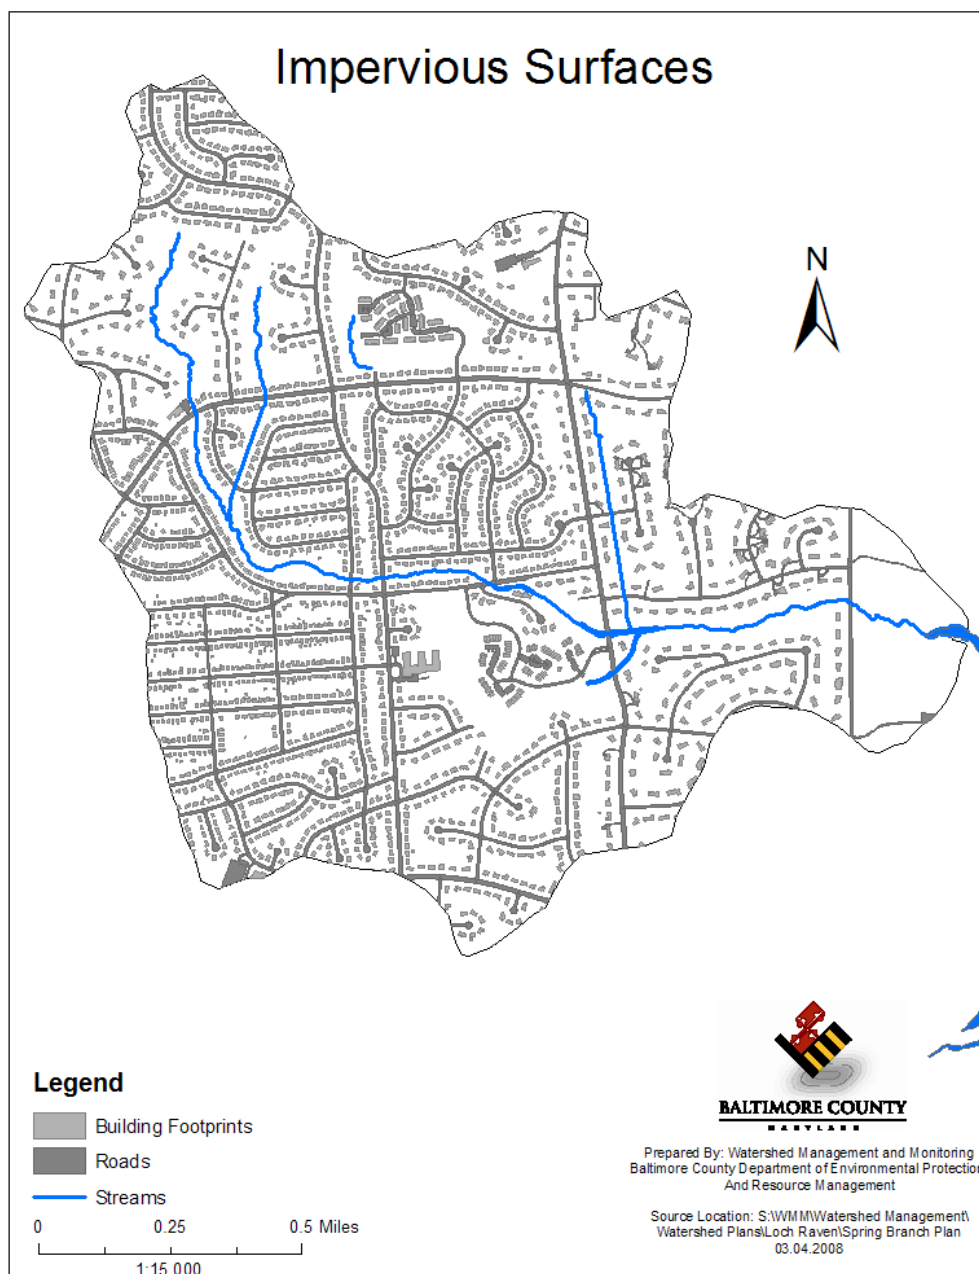 Impervious Surfaces
N
Legend
Building Footprints
Roads
Streams
0 0.25 0.5 Miles
1:15,000
BALTIMORE COUNTY
MARYLAND
Prepared By: Watershed Management and Monitoring
Baltimore County Department of Environmental Protection
And Resource Management
Source Location: S:\WMM\Watershed Management\
Watershed Plans\Loch Raven\Spring Branch Plan
03.04.2008